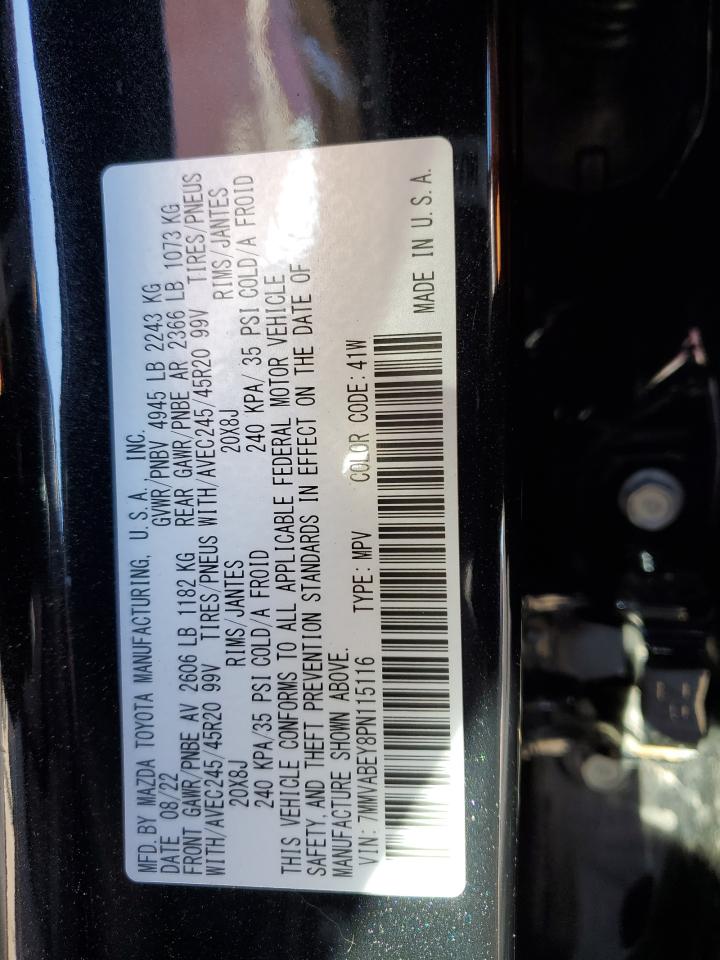 MFD. BY MAZDA TOYOTA MANUFACTURING, U.S.A. INC.
DATE 08/22 GVWR/PNBV 4945 LB 2243 KG
FRONT GAWR/PNBE AV 2606 LB 1182 KG REAR GAWR/PNBE AR 2366 LB 1073 KG
WITH/AVEC245/45R20 99V TIRES/PNEUS WITH/AVEC245/45R20 99V TIRES/PNEUS
20X8J RIMS/JANTES 20X8J RIMS/JANTES
240 KPA/35 PSI COLD/A FROID 240 KPA/ 35 PSI COLD/A FROID
THIS VEHICLE CONFORMS TO ALL APPLICABLE FEDERAL MOTOR VEHICLE
SAFETY,AND THEFT PREVENTION STANDARDS IN EFFECT ON THE DATE OF
MANUFACTURE SHOWN ABOVE.
VIN: 7MMVABEY8PN115116 TYPE: MPV COLOR CODE: 41W
MADE IN U.S.A.